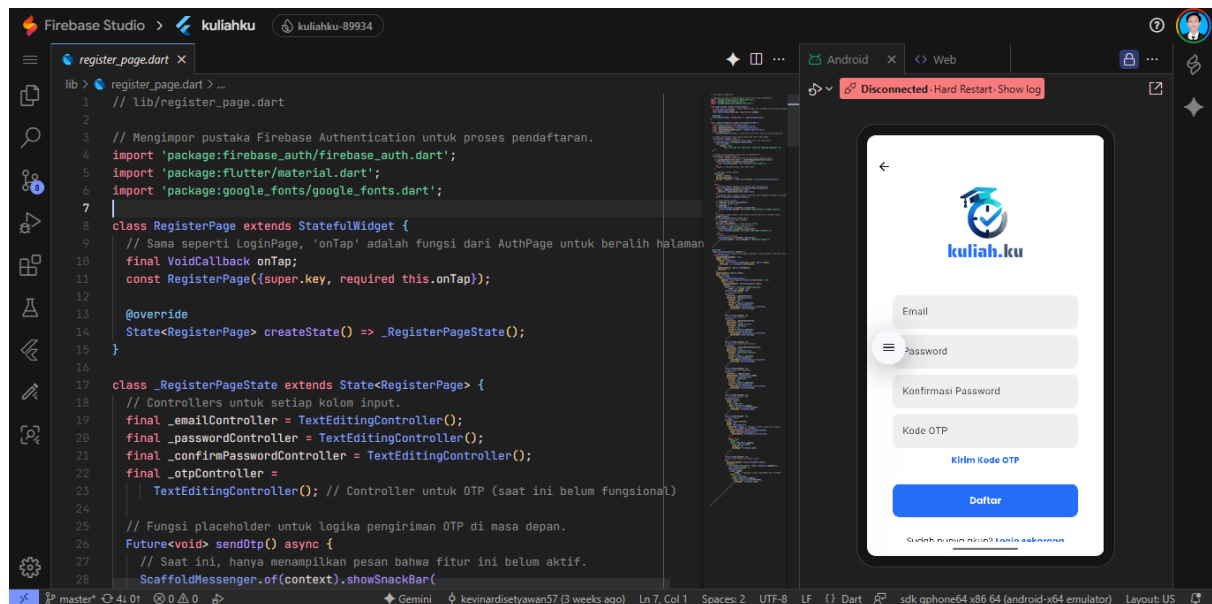 Firebase Studio > kuliahku kuliahku-89934
register_page.dart
Android
Web
lib > register_page.dart > ...
Disconnected · Hard Restart · Show log
1 // lib/register_page.dart
2
3 // Mengimpor pustaka Firebase Authentication untuk proses pendaftaran.
4 import 'package:firebase_auth/firebase_auth.dart';
5 import 'package:flutter/material.dart';
6 import 'package:google_fonts/google_fonts.dart';
7
8 class RegisterPage extends StatefulWidget {
9 // Sama seperti LoginPage, 'onTap' adalah fungsi dari AuthPage untuk beralih halaman
10 final VoidCallback onTap;
11 const RegisterPage({super.key, required this.onTap});
12
13 @override
14 State<RegisterPage> createState() => _RegisterPageState();
15 }
16
17 class _RegisterPageState extends State<RegisterPage> {
18 // Controllers untuk setiap kolom input.
19 final _emailController = TextEditingController();
20 final _passwordController = TextEditingController();
21 final _confirmPasswordController = TextEditingController();
22 final _otpController =
23 TextEditingController(); // Controller untuk OTP (saat ini belum fungsional)
24
25 // Fungsi placeholder untuk logika pengiriman OTP di masa depan.
26 Future<void> sendOtp() async {
27 // Saat ini, hanya menampilkan pesan bahwa fitur ini belum aktif.
28 ScaffoldMessenger.of(context).showSnackBar(
8
kuliah.ku
Email
Password
Konfirmasi Password
Kode OTP
Kirim Kode OTP
Daftar
Sudah punya akun? Login sekarang
master* 4↓ 0↑ 0 0 Gemini kevinardisetyawan57 (3 weeks ago) Ln 7, Col 1 Spaces: 2 UTF-8 LF {} Dart sdk gphone64 x86 64 (android-x64 emulator) Layout: US